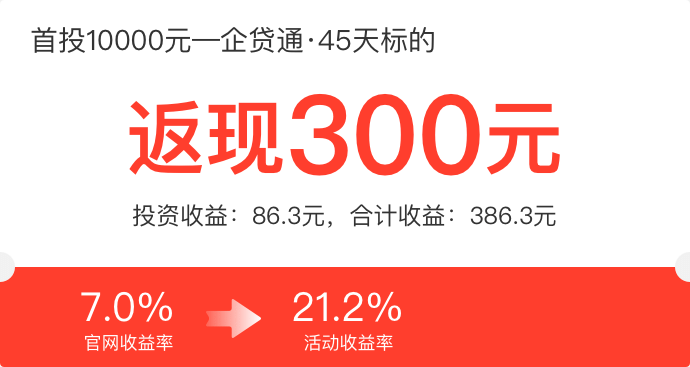 首投10000元—企贷通·45天标的
返现300元
投资收益：86.3元，合计收益：386.3元
7.0% 21.2%
官网收益率 活动收益率